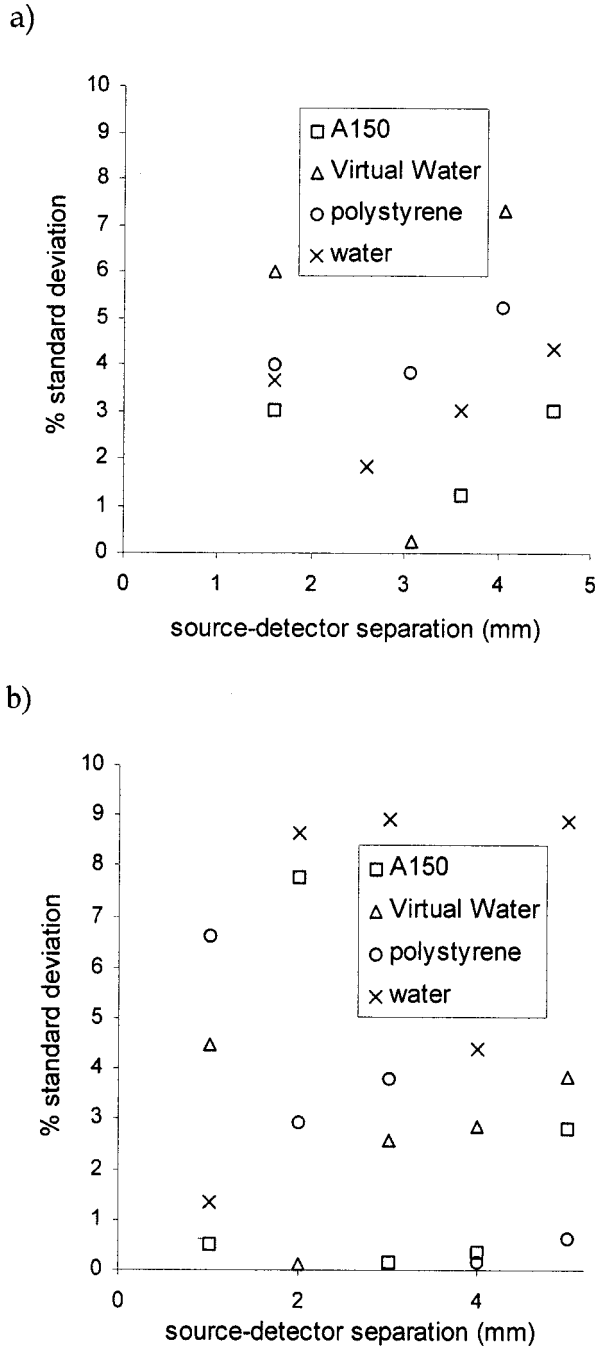 a)
10
9
8
7
6
5
4
3
2
1
0
% standard deviation
A150
Virtual Water
polystyrene
water
0 1 2 3 4 5
source-detector separation (mm)
b)
10
9
8
7
6
5
4
3
2
1
0
% standard deviation
A150
Virtual Water
polystyrene
water
0 2 4
source-detector separation (mm)